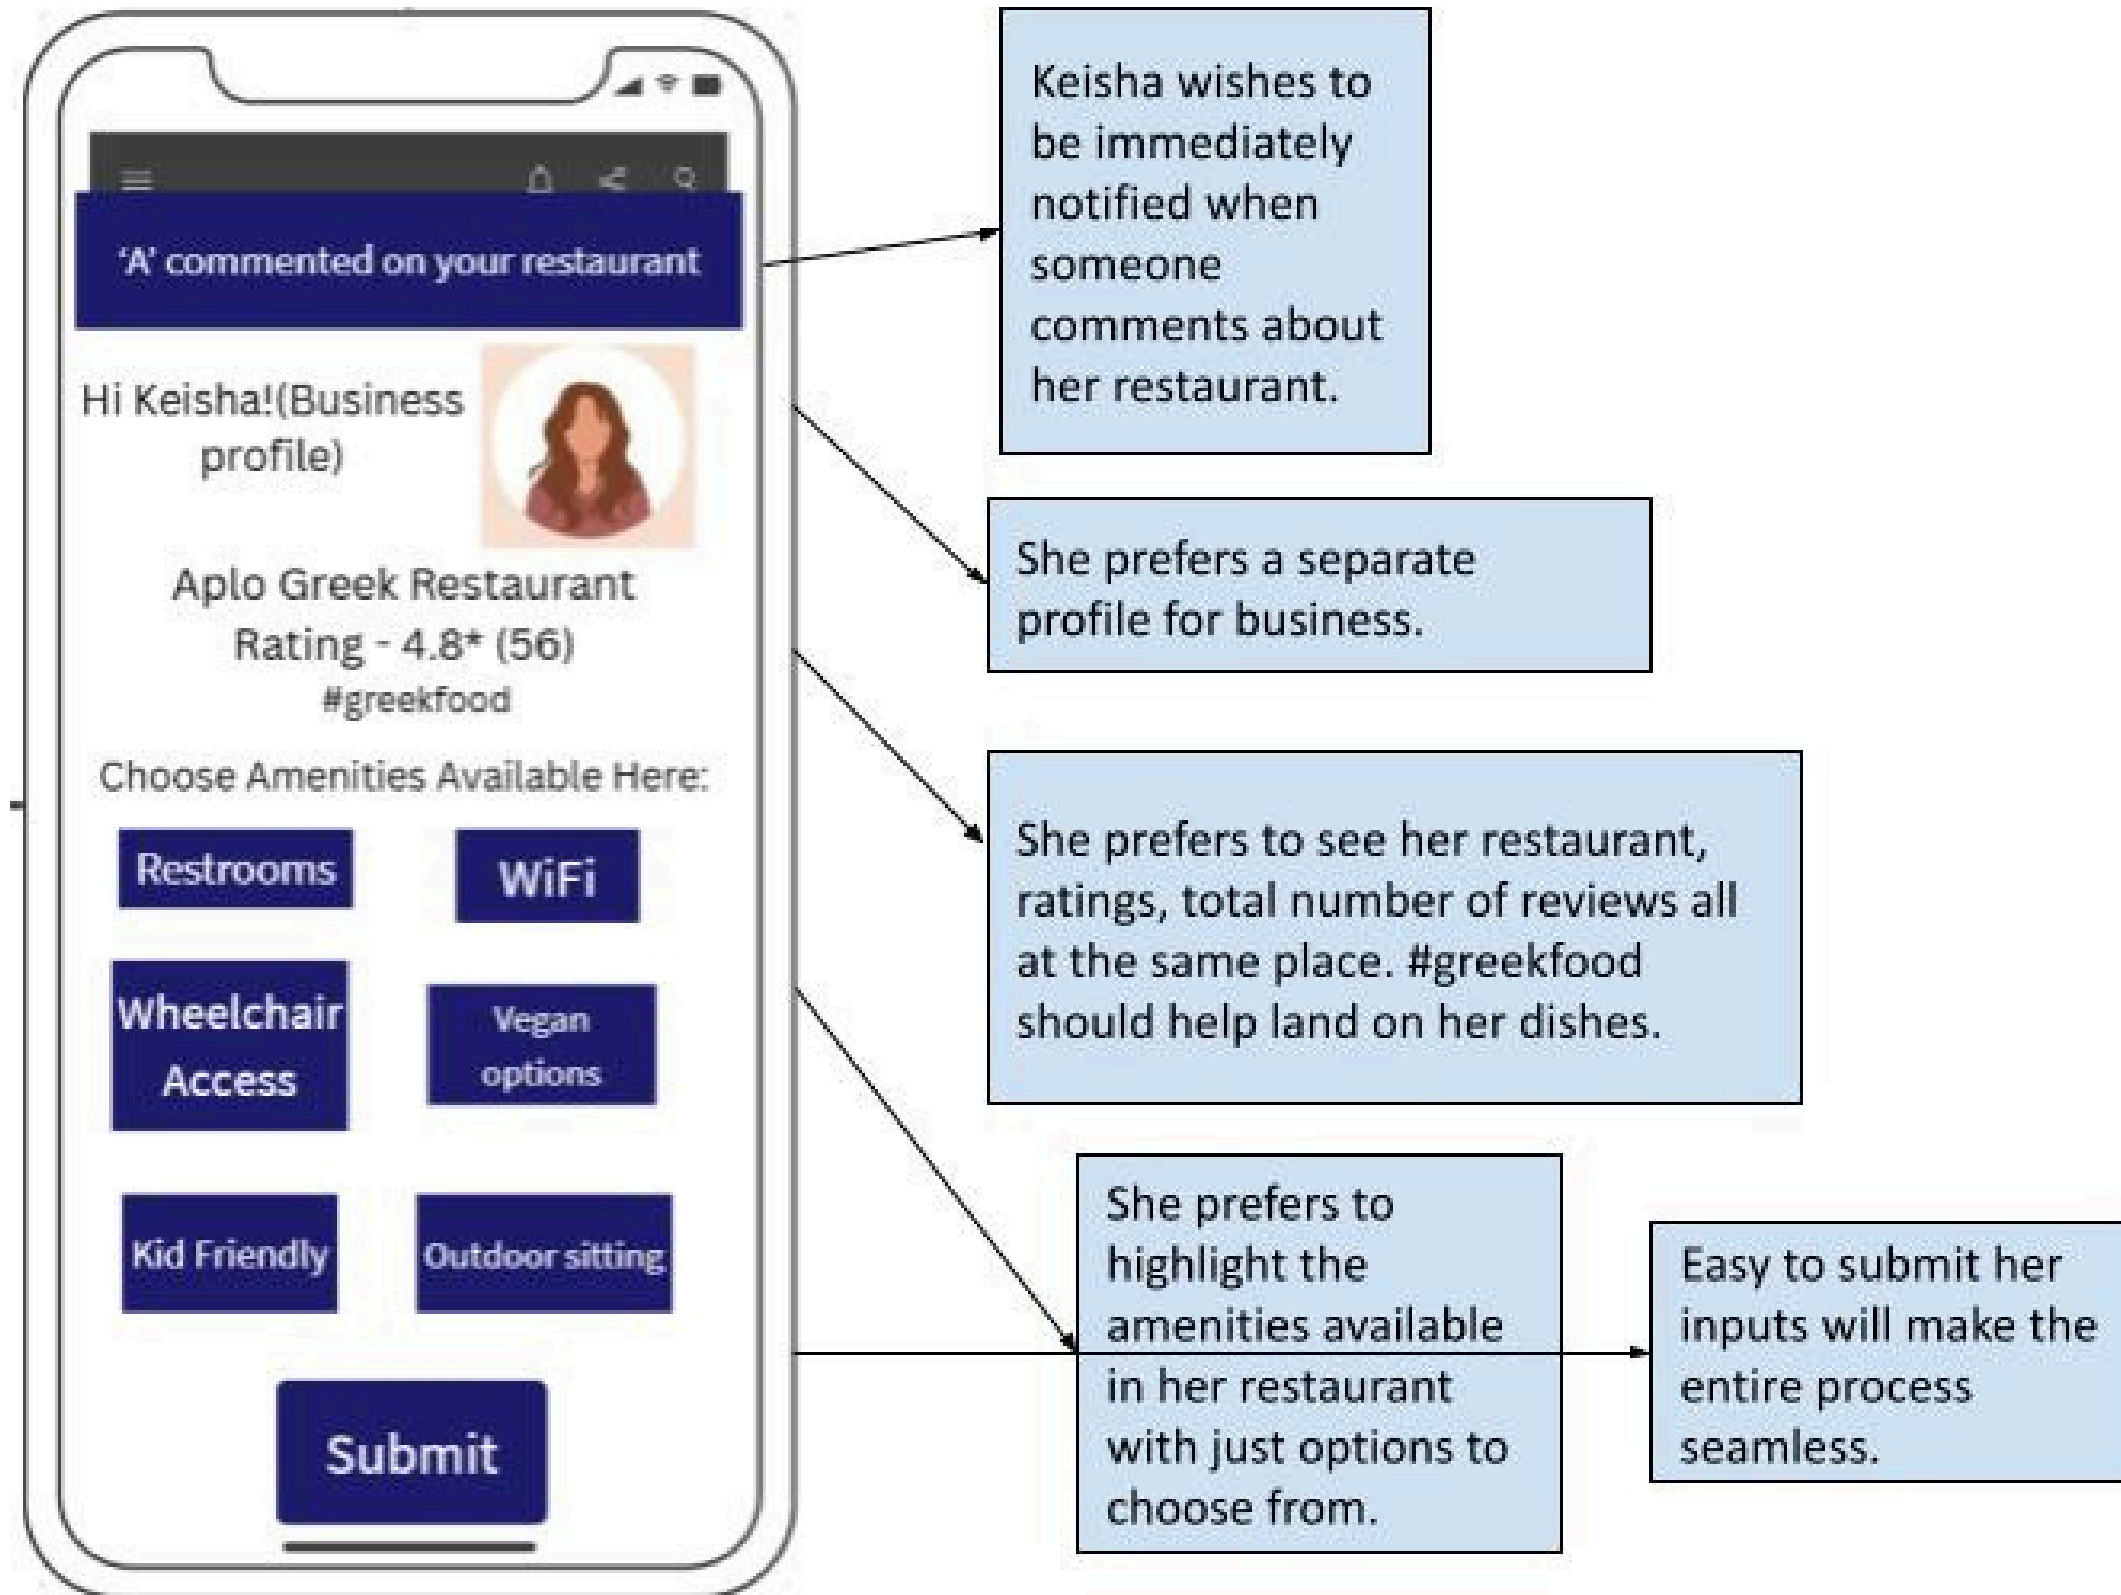 'A' commented on your restaurant
Hi Keisha!(Business
profile)
Aplo Greek Restaurant
Rating - 4.8* (56)
#greekfood
Choose Amenities Available Here:
Restrooms
WiFi
Wheelchair
Access
Vegan
options
Kid Friendly
Outdoor sitting
Submit
Keisha wishes to
be immediately
notified when
someone
comments about
her restaurant.
She prefers a separate
profile for business.
She prefers to see her restaurant,
ratings, total number of reviews all
at the same place. #greekfood
should help land on her dishes.
She prefers to
highlight the
amenities available
in her restaurant
with just options to
choose from.
Easy to submit her
inputs will make the
entire process
seamless.